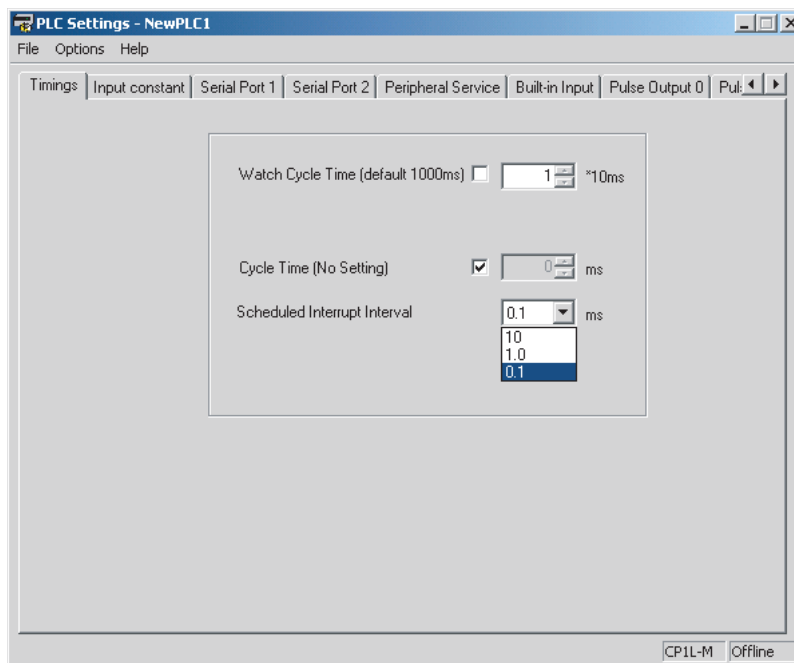 PLC Settings - NewPLC1
File Options Help
Timings Input constant Serial Port 1 Serial Port 2 Peripheral Service Built-in Input Pulse Output 0 Pul
Watch Cycle Time (default 1000ms) 1 *10ms
Cycle Time (No Setting) 0 ms
Scheduled Interrupt Interval 0.1 ms
10
1.0
0.1
CP1L-M Offline